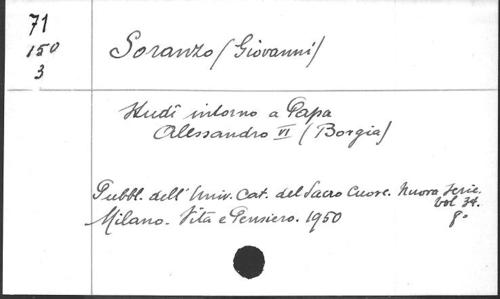 71
150
3
Soranzo (Giovanni)
Studî intorno a Papa
Alessandro VI (Borgia)
Pubbl. dell' Univ. Cat. del Sacro Cuore. Nuova Serie.
vol 34.
Milano. Vita e Pensiero. 1950 8°